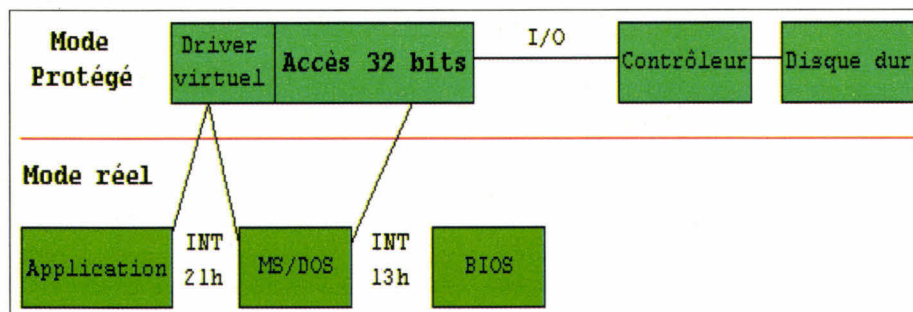 Mode
Protégé
Driver
virtuel
Accès 32 bits
I/O
Contrôleur
Disque dur
Mode réel
Application
INT
21h
MS/DOS
INT
13h
BIOS